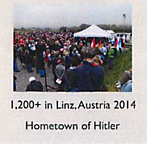 1,200+ in Linz, Austria 2014
Hometown of Hitler